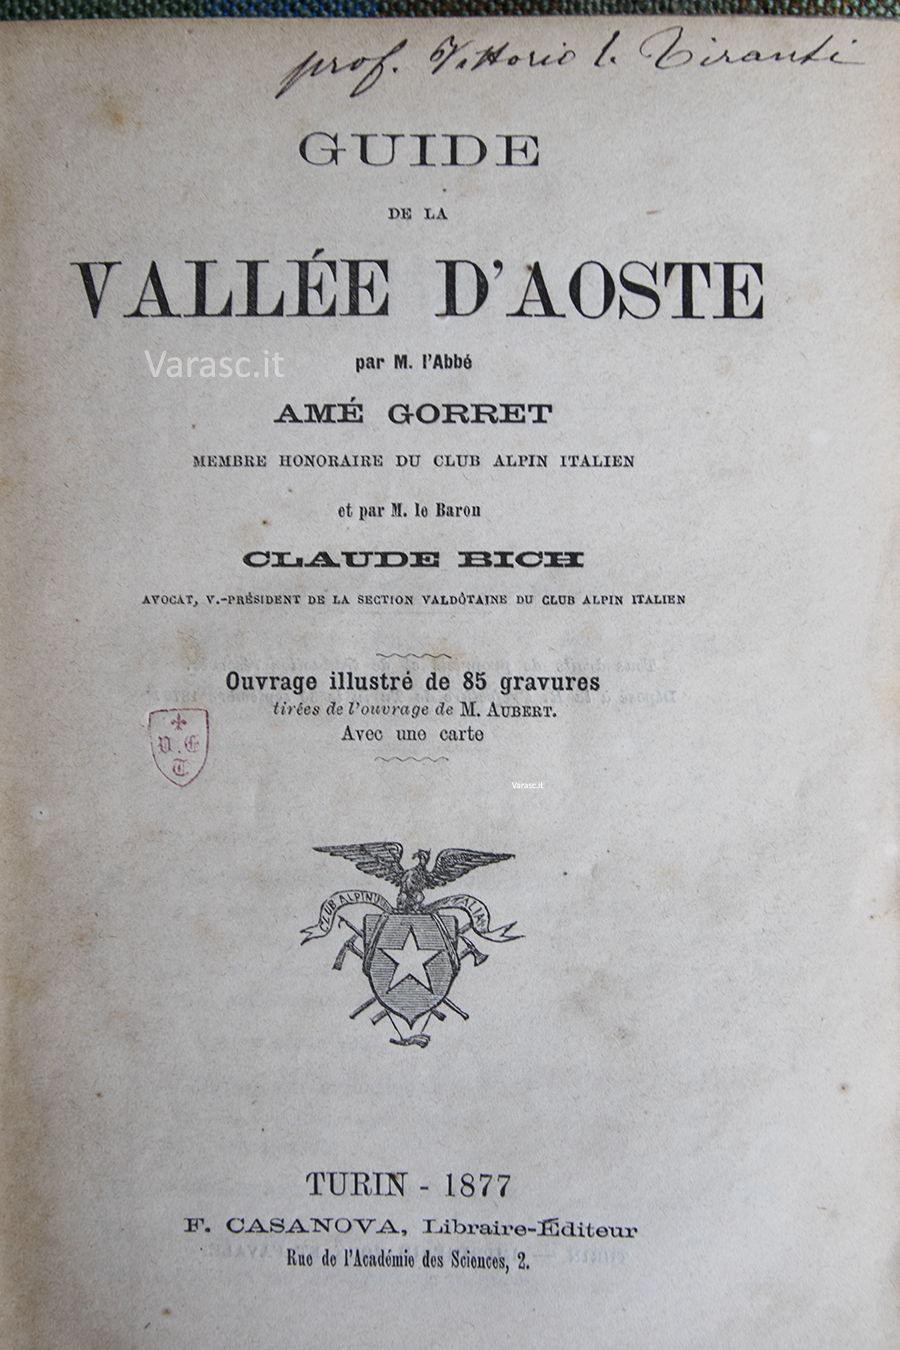 prof. Vittorio L. Tiranti
GUIDE
DE LA
VALLÉE D'AOSTE
Varasc.it
par M. l'Abbé
AMÉ GORRET
MEMBRE HONORAIRE DU CLUB ALPIN ITALIEN
et par M. le Baron
CLAUDE BICH
AVOCAT, V.-PRÉSIDENT DE LA SECTION VALDÔTAINE DU CLUB ALPIN ITALIEN
Ouvrage illustré de 85 gravures
tirées de l'ouvrage de M. AUBERT.
Avec une carte
Varasc.it
CLUB ALPINO ITALIA
TURIN - 1877
F. CASANOVA, Libraire-Éditeur
Rue de l'Académie des Sciences, 2.